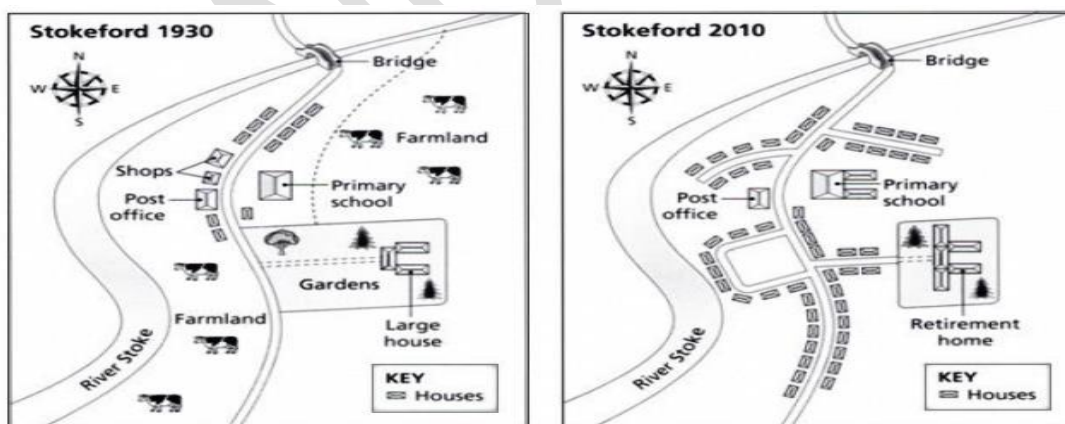 Stokeford 1930
N
W
E
S
Bridge
Farmland
Shops
Post
office
Primary
school
Gardens
Farmland
Large
house
River Stoke
KEY
Houses
Stokeford 2010
N
W
E
S
Bridge
Post
office
Primary
school
Retirement
home
River Stoke
KEY
Houses